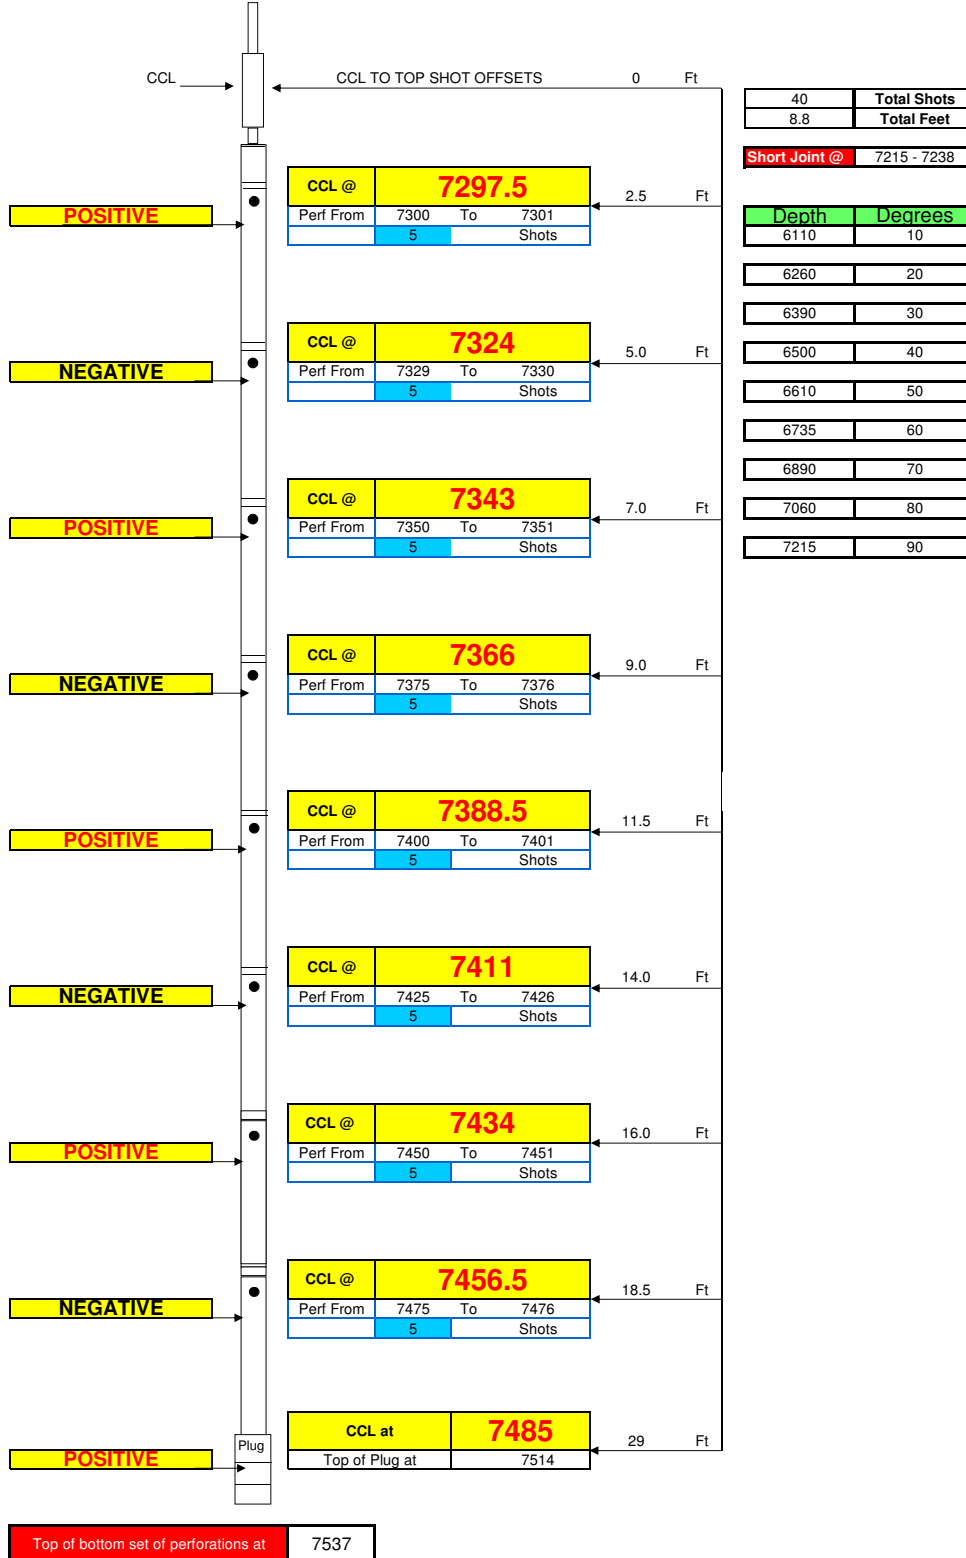 CCL
CCL TO TOP SHOT OFFSETS 0 Ft
40 Total Shots
8.8 Total Feet
Short Joint @ 7215 - 7238
CCL @ 7297.5
2.5 Ft
POSITIVE
Perf From 7300 To 7301
5 Shots
Depth Degrees
6110 10
6260 20
6390 30
6500 40
6610 50
6735 60
6890 70
7060 80
7215 90
CCL @ 7324
5.0 Ft
NEGATIVE
Perf From 7329 To 7330
5 Shots
CCL @ 7343
7.0 Ft
POSITIVE
Perf From 7350 To 7351
5 Shots
CCL @ 7366
9.0 Ft
NEGATIVE
Perf From 7375 To 7376
5 Shots
CCL @ 7388.5
11.5 Ft
POSITIVE
Perf From 7400 To 7401
5 Shots
CCL @ 7411
14.0 Ft
NEGATIVE
Perf From 7425 To 7426
5 Shots
CCL @ 7434
16.0 Ft
POSITIVE
Perf From 7450 To 7451
5 Shots
CCL @ 7456.5
18.5 Ft
NEGATIVE
Perf From 7475 To 7476
5 Shots
CCL at 7485
29 Ft
Plug
POSITIVE
Top of Plug at 7514
Top of bottom set of perforations at 7537